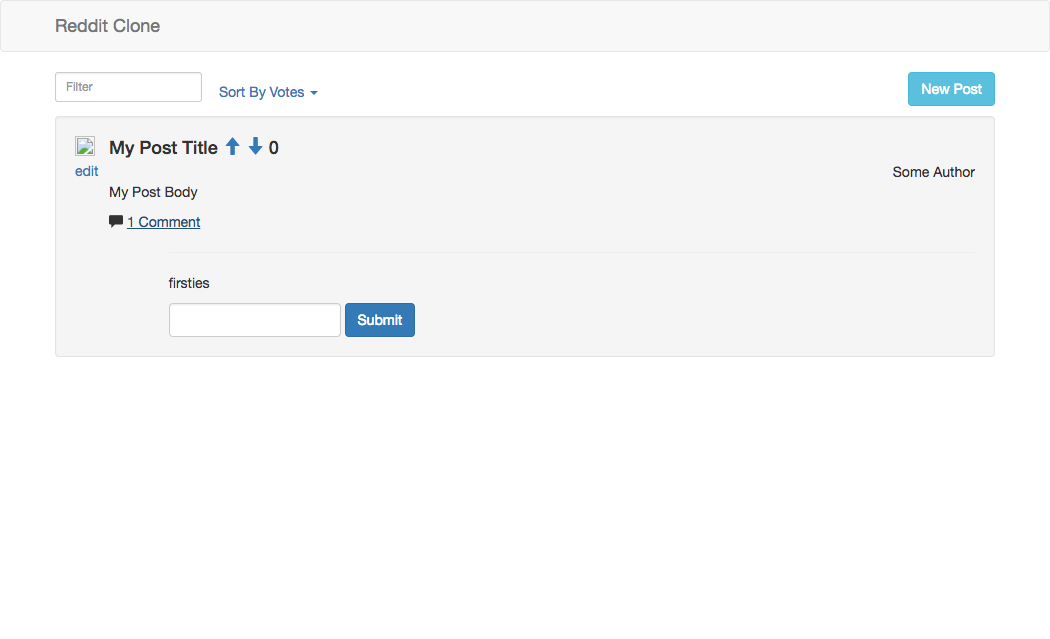 Reddit Clone
Filter
Sort By Votes
New Post
My Post Title 0
edit
Some Author
My Post Body
1 Comment
firsties
Submit